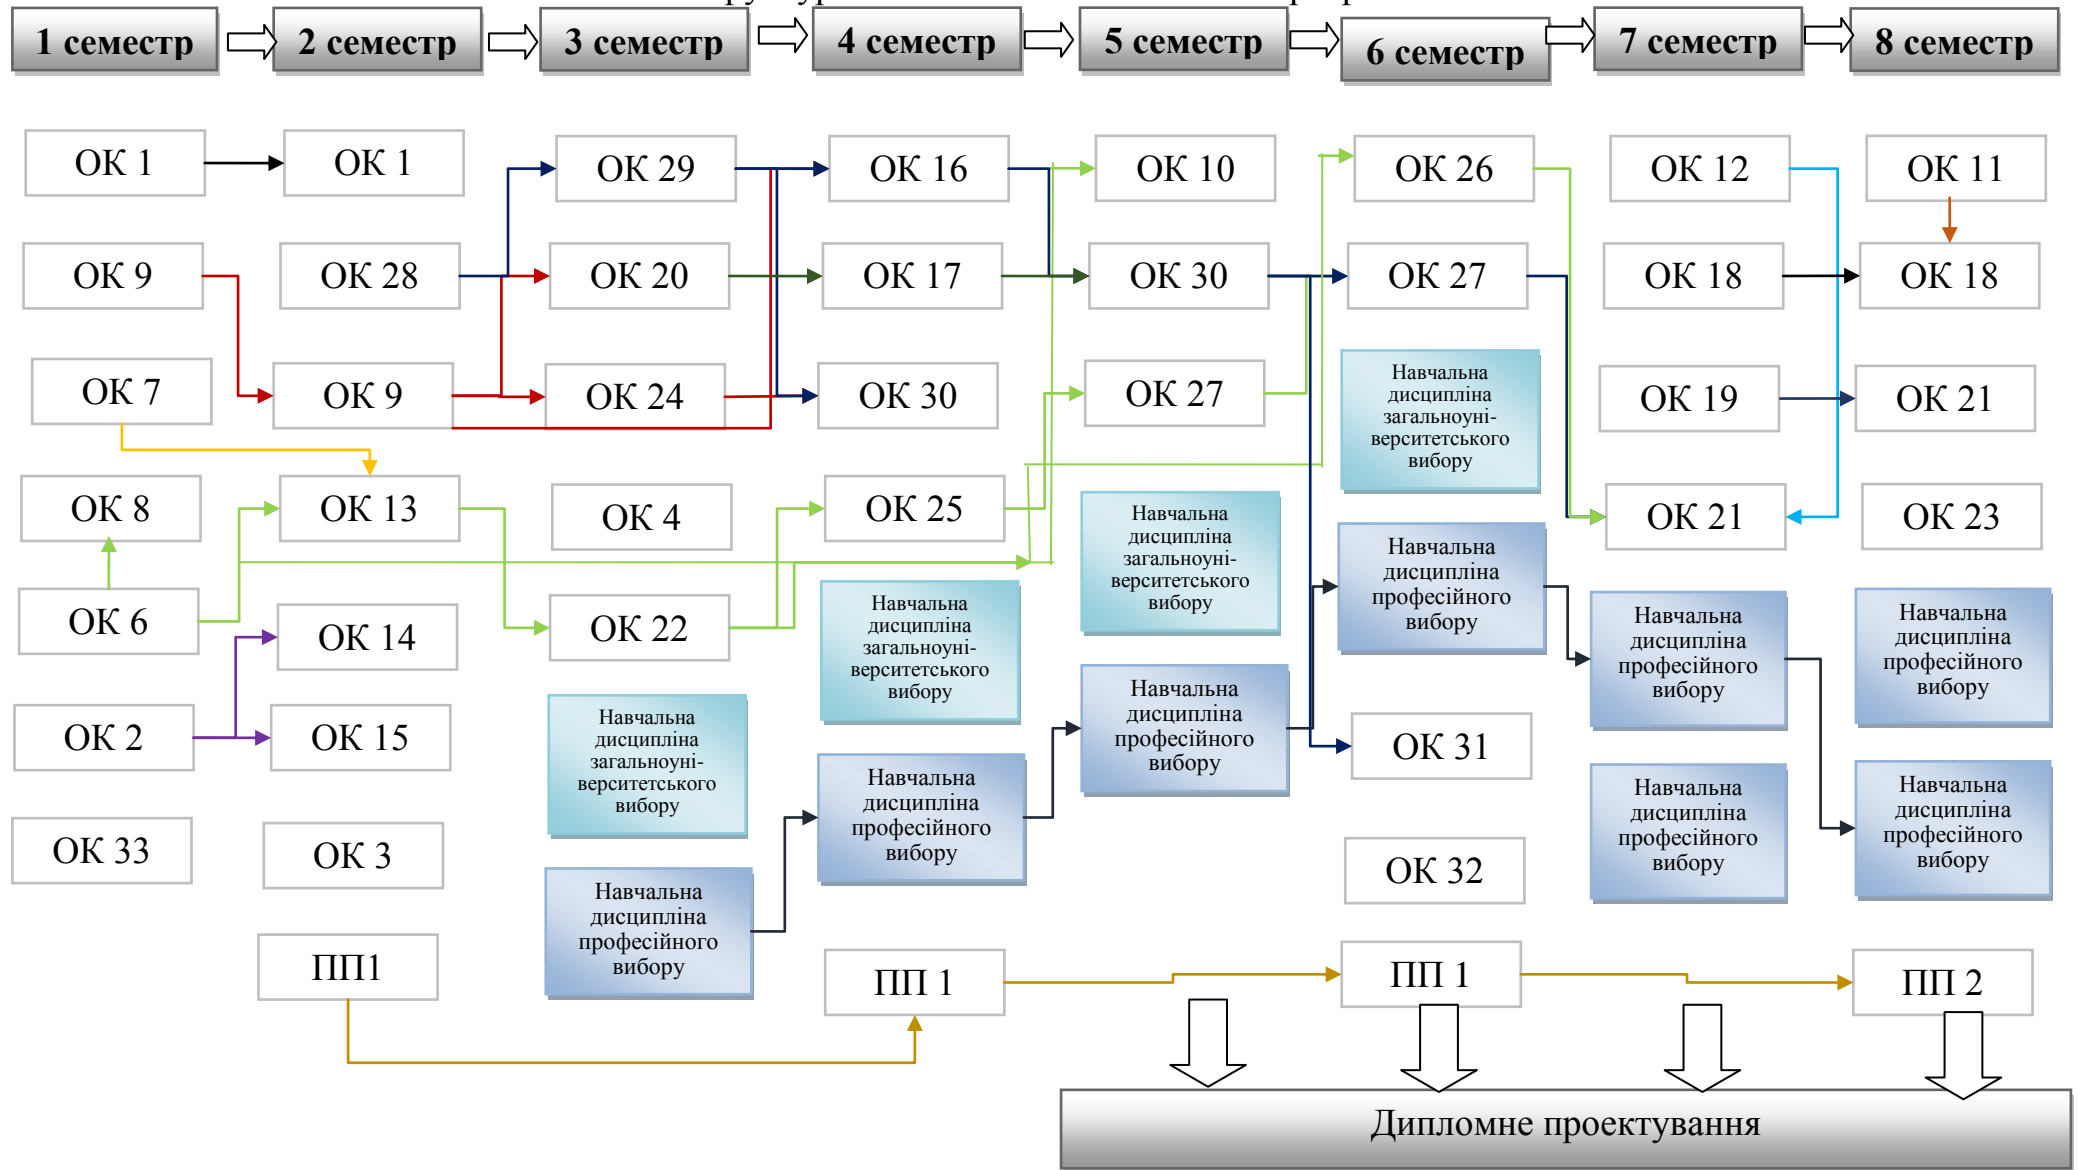 1 семестр
2 семестр
3 семестр
4 семестр
5 семестр
6 семестр
7 семестр
8 семестр
ОК 1
ОК 1
ОК 29
ОК 16
ОК 10
ОК 26
ОК 12
ОК 11
ОК 9
ОК 28
ОК 20
ОК 17
ОК 30
ОК 27
ОК 18
ОК 18
ОК 7
ОК 9
ОК 24
ОК 30
ОК 27
Навчальна
дисципліна
загальноуні-
верситетського
вибору
ОК 19
ОК 21
ОК 8
ОК 13
ОК 4
ОК 25
Навчальна
дисципліна
загальноуні-
верситетського
вибору
Навчальна
дисципліна
професійного
вибору
ОК 21
ОК 23
ОК 6
ОК 14
ОК 22
Навчальна
дисципліна
загальноуні-
верситетського
вибору
Навчальна
дисципліна
професійного
вибору
Навчальна
дисципліна
професійного
вибору
ОК 2
ОК 15
Навчальна
дисципліна
загальноуні-
верситетського
вибору
Навчальна
дисципліна
професійного
вибору
Навчальна
дисципліна
професійного
вибору
ОК 31
Навчальна
дисципліна
професійного
вибору
Навчальна
дисципліна
професійного
вибору
ОК 33
ОК 3
Навчальна
дисципліна
професійного
вибору
ОК 32
ПП1
ПП 1
ПП 1
ПП 2
Дипломне проектування